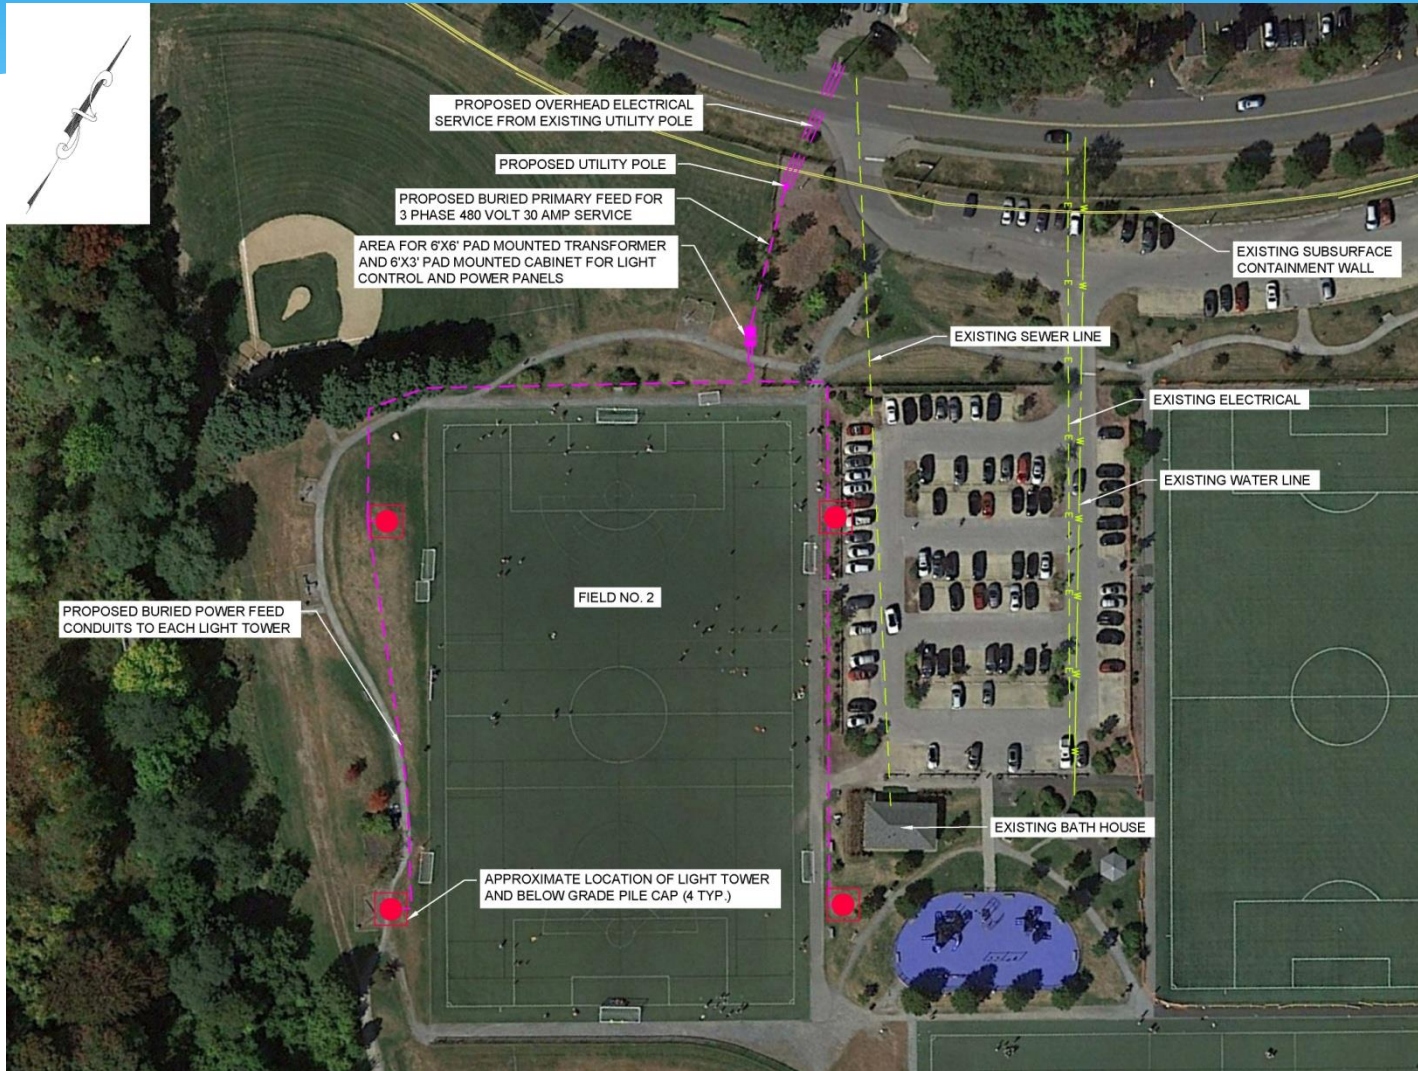 PROPOSED OVERHEAD ELECTRICAL
SERVICE FROM EXISTING UTILITY POLE
PROPOSED UTILITY POLE
PROPOSED BURIED PRIMARY FEED FOR
3 PHASE 480 VOLT 30 AMP SERVICE
AREA FOR 6'X6' PAD MOUNTED TRANSFORMER
AND 6'X3' PAD MOUNTED CABINET FOR LIGHT
CONTROL AND POWER PANELS
EXISTING SUBSURFACE
CONTAINMENT WALL
EXISTING SEWER LINE
EXISTING ELECTRICAL
EXISTING WATER LINE
FIELD NO. 2
PROPOSED BURIED POWER FEED
CONDUITS TO EACH LIGHT TOWER
EXISTING BATH HOUSE
APPROXIMATE LOCATION OF LIGHT TOWER
AND BELOW GRADE PILE CAP (4 TYP.)
E
W
E
W
E
W
E
W
E
W
E
W